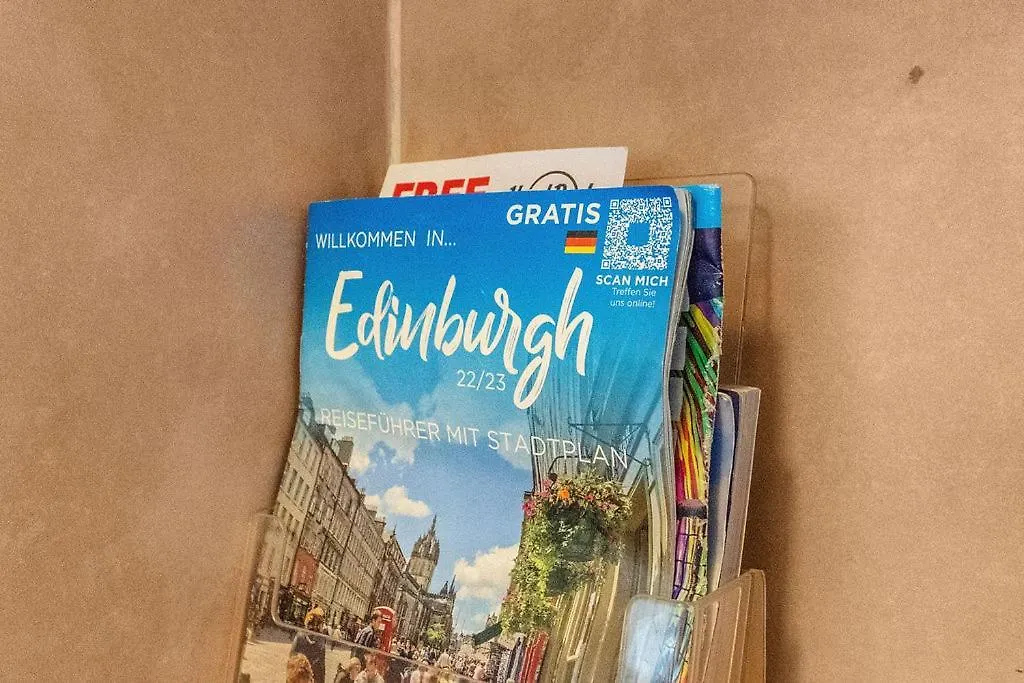 FREE
GRATIS
WILLKOMMEN IN...
SCAN MICH
Treffen Sie
uns online!
Edinburgh
22/23
REISEFÜHRER MIT STADTPLAN